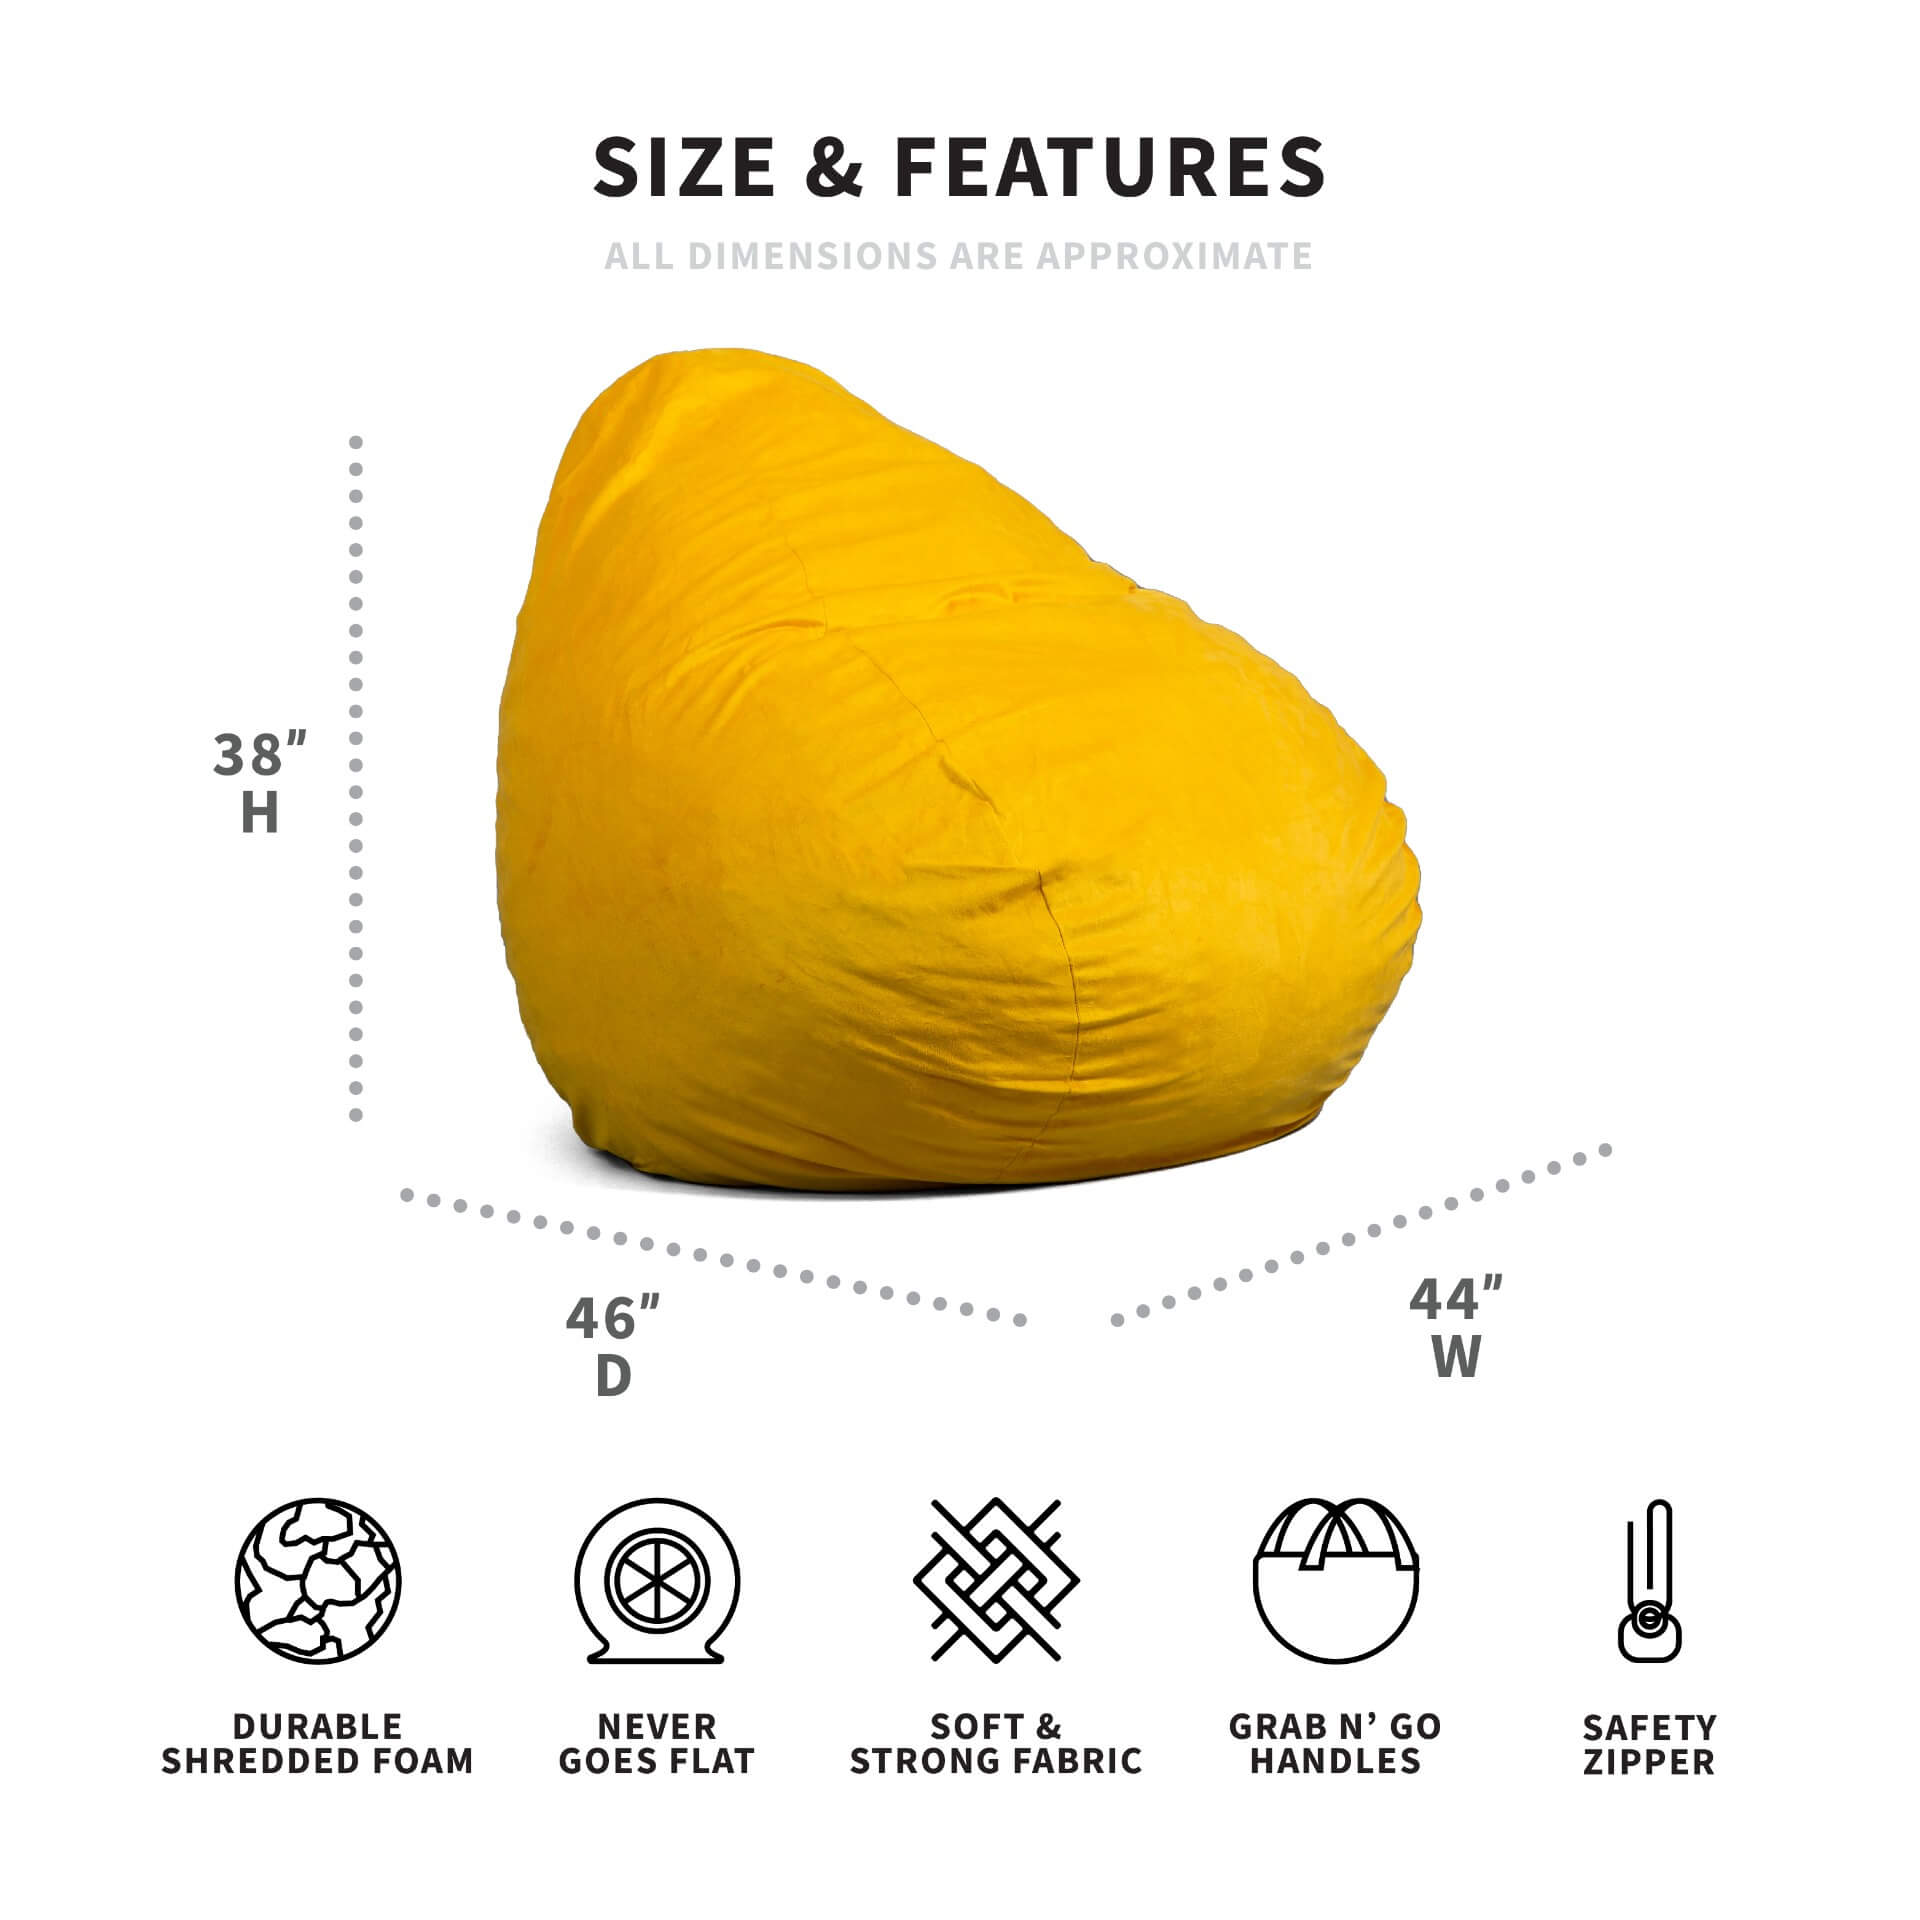 SIZE & FEATURES
ALL DIMENSIONS ARE APPROXIMATE
38”
H
46”
D
44”
W
DURABLE
SHREDDED FOAM
NEVER
GOES FLAT
SOFT &
STRONG FABRIC
GRAB N’ GO
HANDLES
SAFETY
ZIPPER